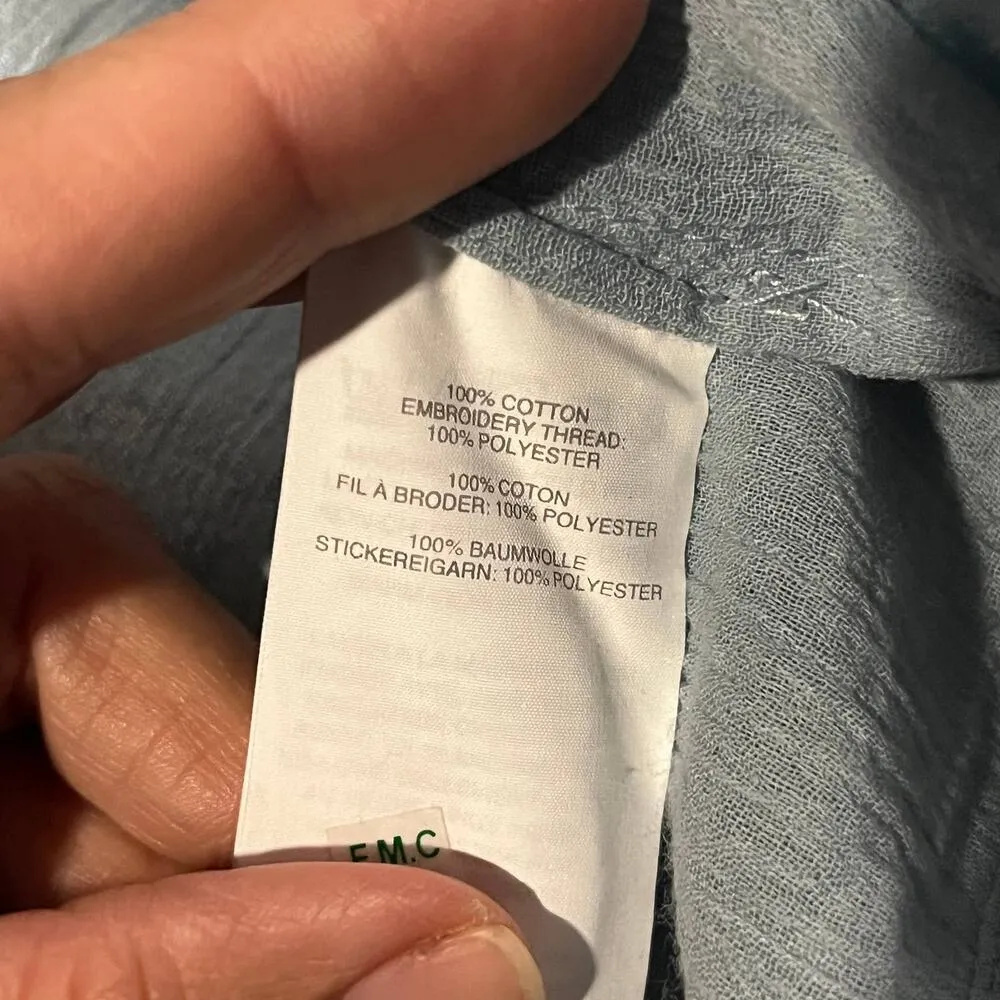 100% COTTON
EMBROIDERY THREAD:
100% POLYESTER
100% COTON
FIL À BRODER: 100% POLYESTER
100% BAUMWOLLE
STICKEREIGARN: 100% POLYESTER
F.M.C